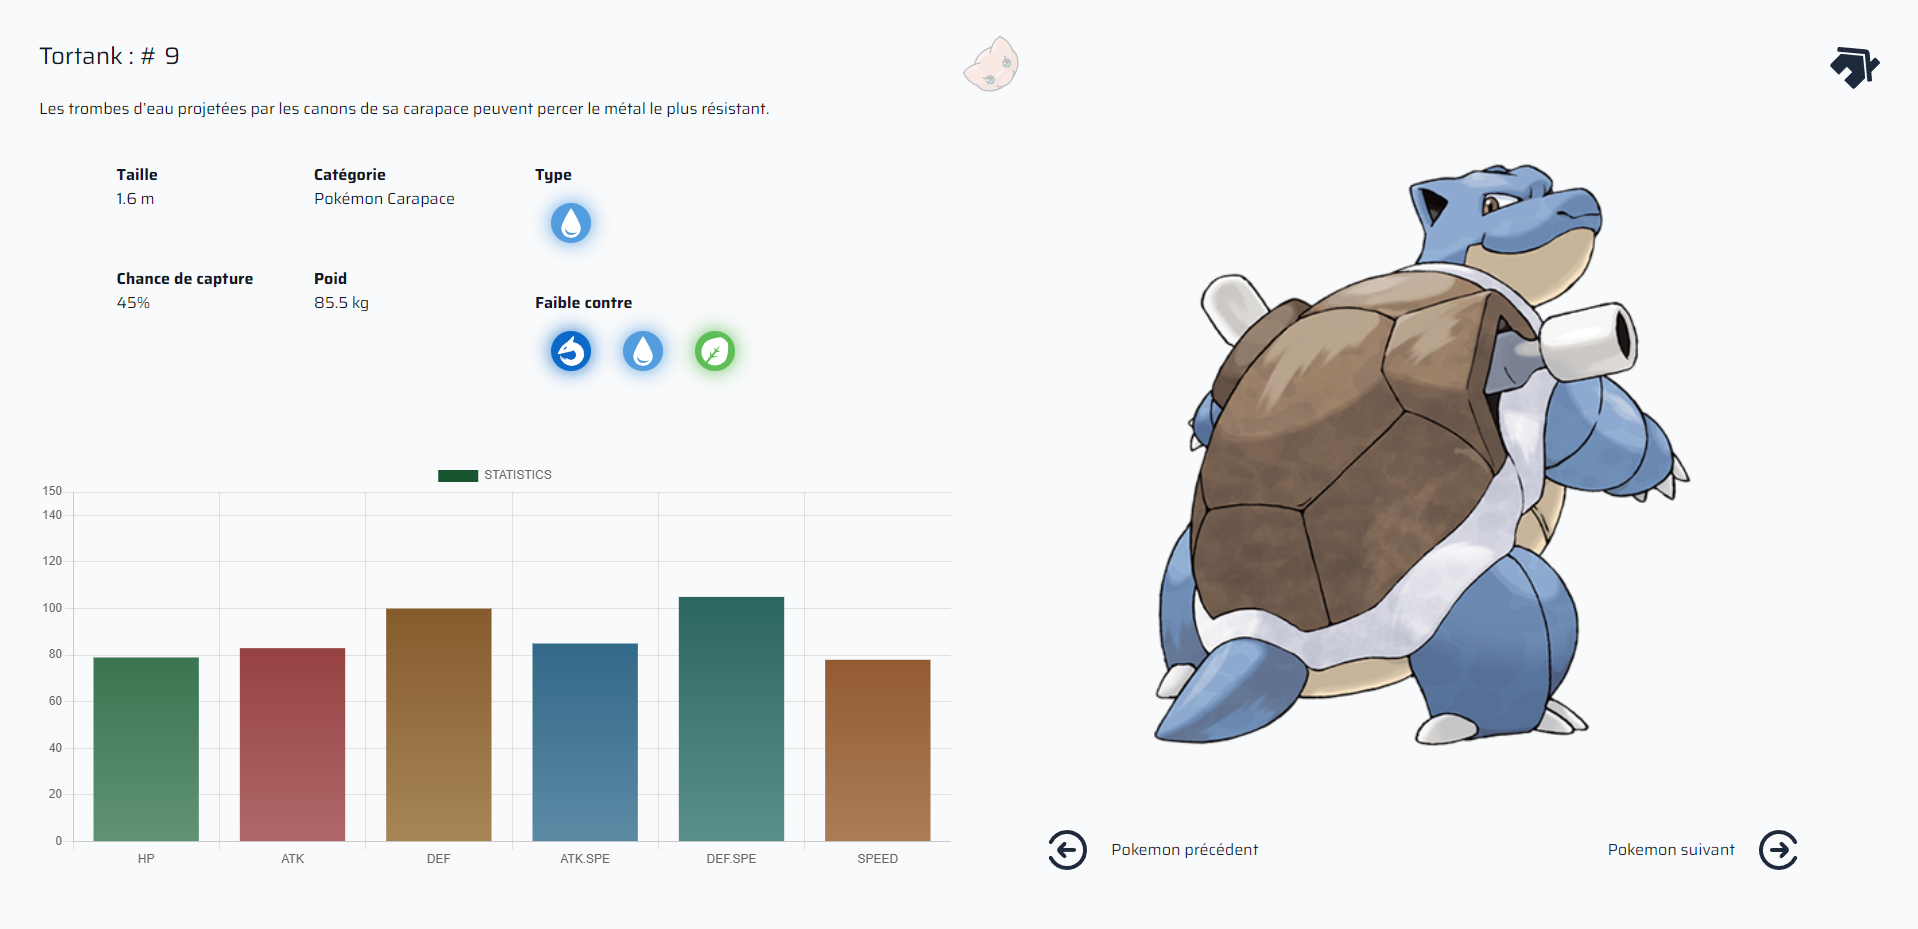 Tortank : # 9
Les trombes d'eau projetées par les canons de sa carapace peuvent percer le métal le plus résistant.
Taille
1.6 m
Catégorie
Pokémon Carapace
Type
Chance de capture
45%
Poid
85.5 kg
Faible contre
STATISTICS
150
140
120
100
80
60
40
20
0
HP
ATK
DEF
ATK.SPE
DEF.SPE
SPEED
Pokemon précédent
Pokemon suivant